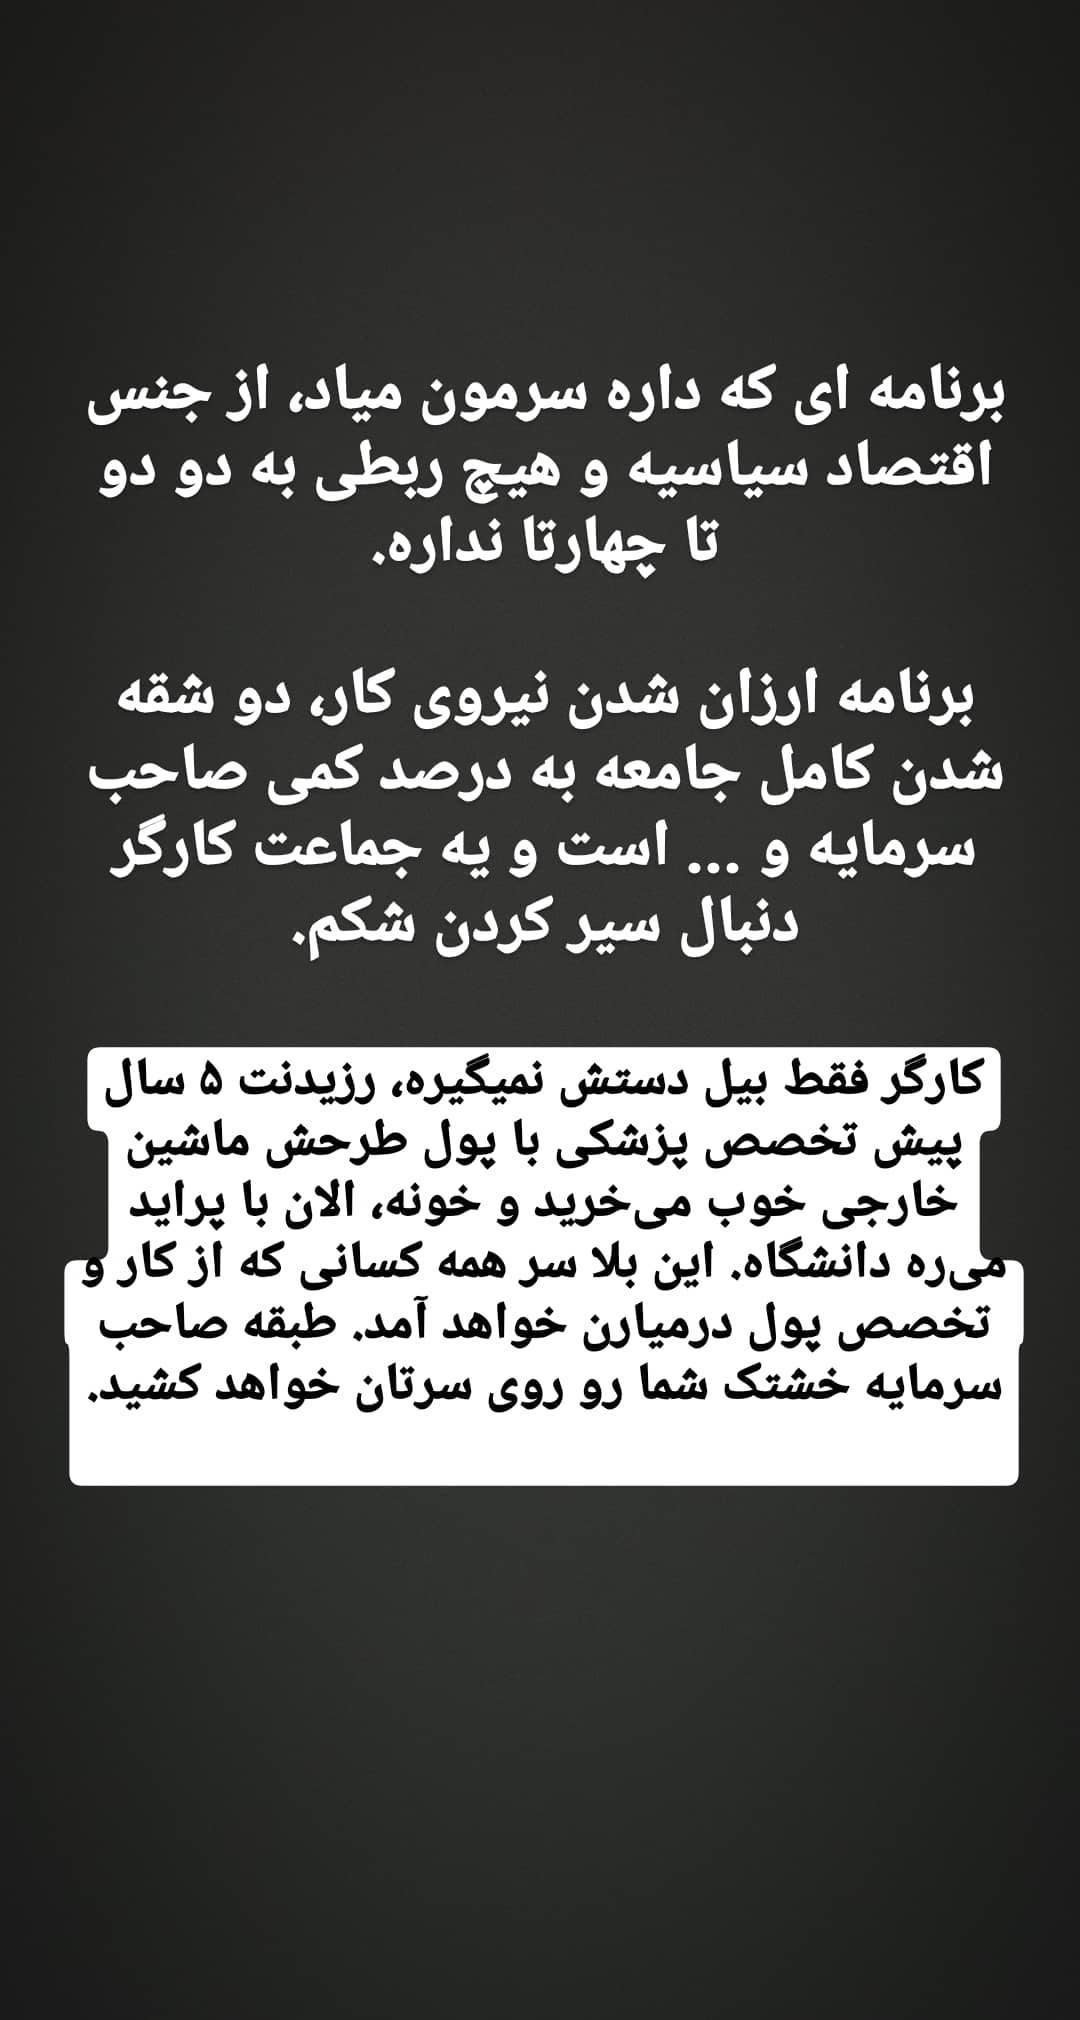 برنامه ای که داره سرمون میاد، از جنس
اقتصاد سیاسیه و هیچ ربطی به دو دو
تا چهارتا نداره.
برنامه ارزان شدن نیروی کار، دو شقه
شدن کامل جامعه به درصد کمی صاحب
سرمایه و ... است و یه جماعت کارگر
دنبال سیر کردن شکم.
کارگر فقط بیل دستش نمیگیره، رزیدنت ۵ سال
پیش تخصص پزشکی با پول طرحش ماشین
خارجی خوب می‌خرید و خونه، الان با پراید
می‌ره دانشگاه. این بلا سر همه کسانی که از کار و
تخصص پول درمیارن خواهد آمد. طبقه صاحب
سرمایه خشتک شما رو روی سرتان خواهد کشید.